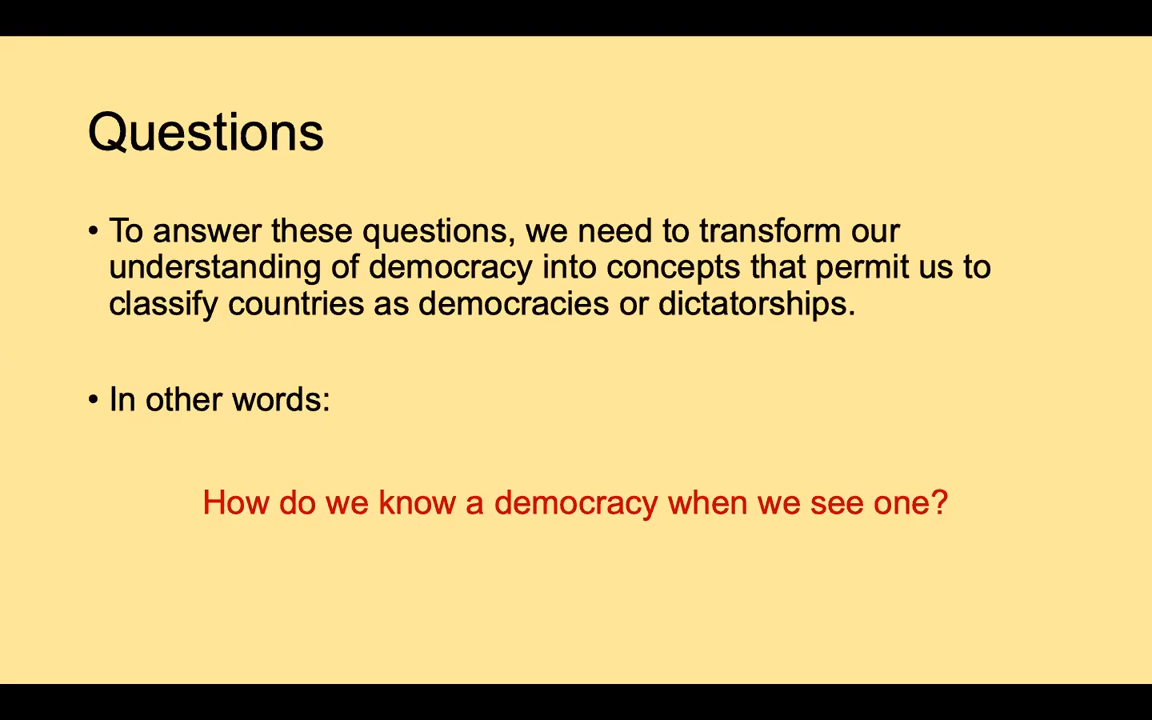 Questions
• To answer these questions, we need to transform our
understanding of democracy into concepts that permit us to
classify countries as democracies or dictatorships.
• In other words:
How do we know a democracy when we see one?